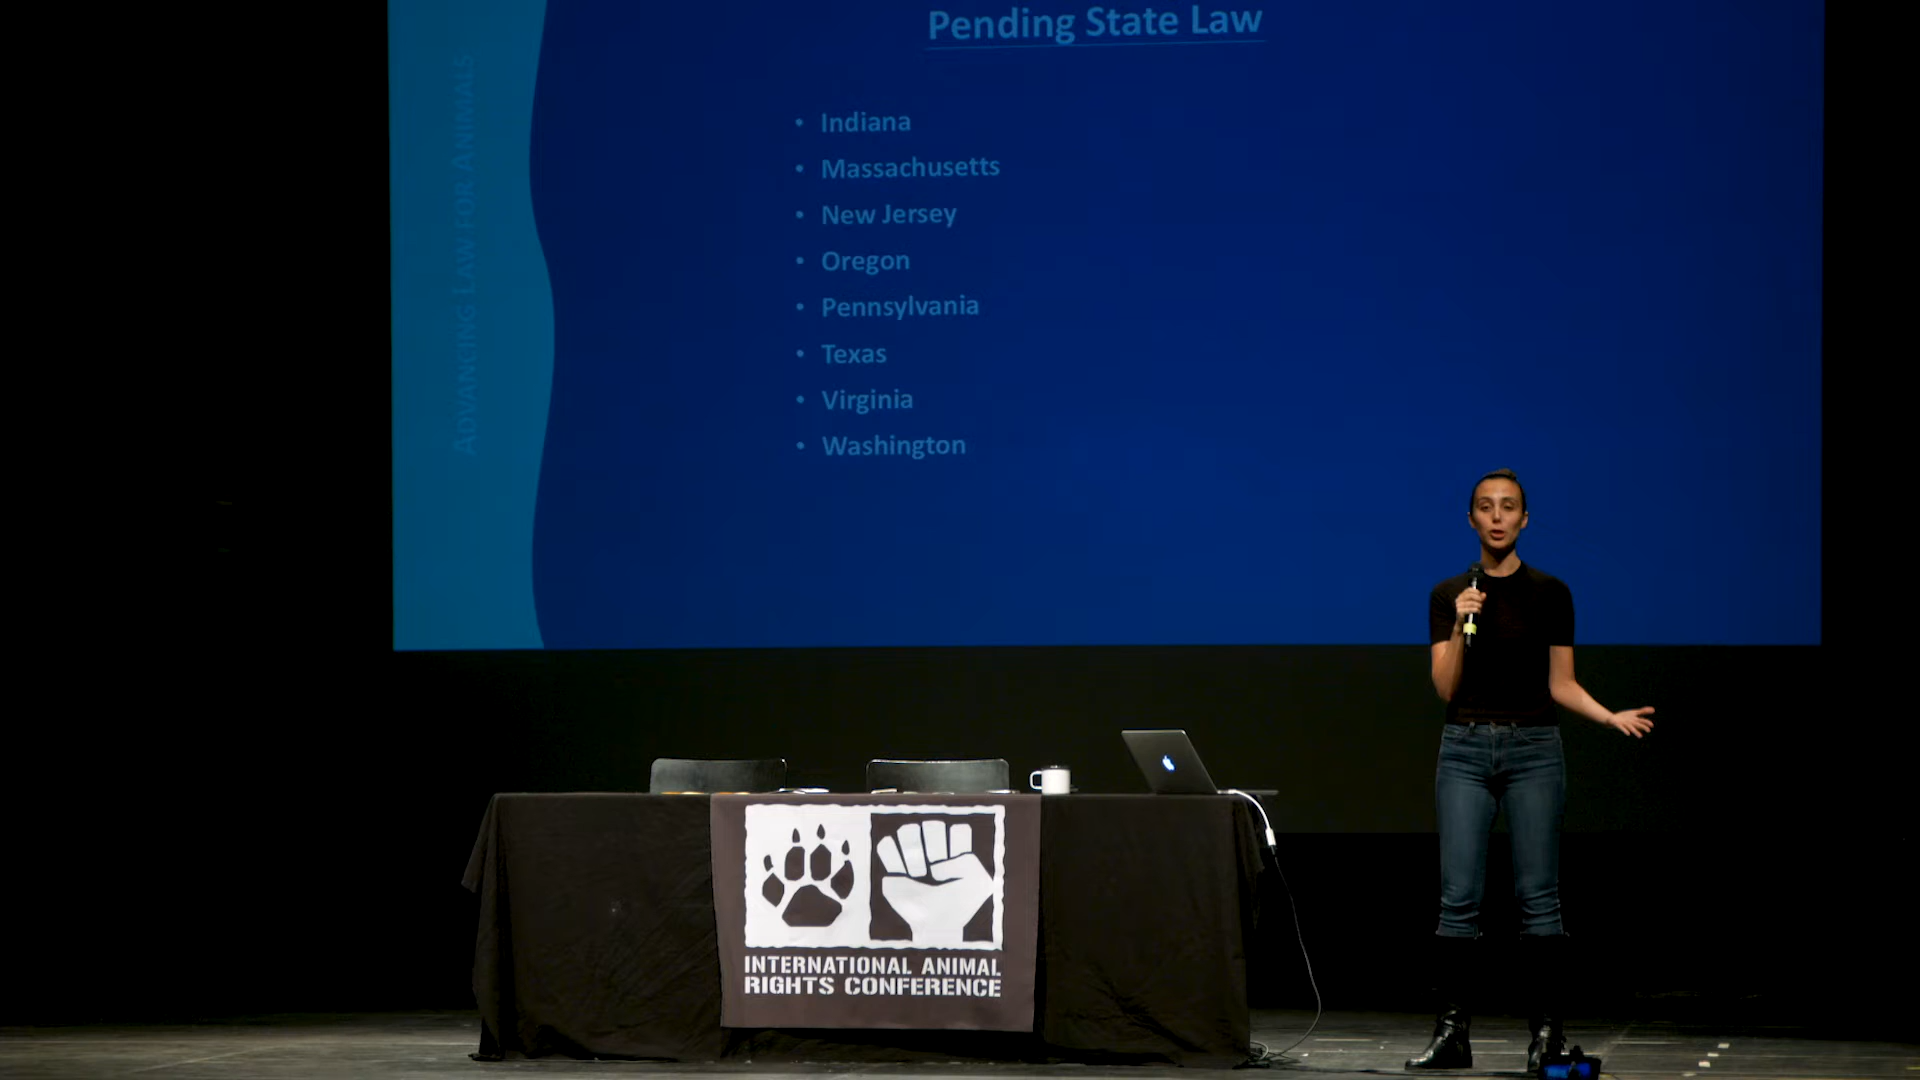 Pending State Law
ADVANCING LAW FOR ANIMALS
• Indiana
• Massachusetts
• New Jersey
• Oregon
• Pennsylvania
• Texas
• Virginia
• Washington
INTERNATIONAL ANIMAL
RIGHTS CONFERENCE